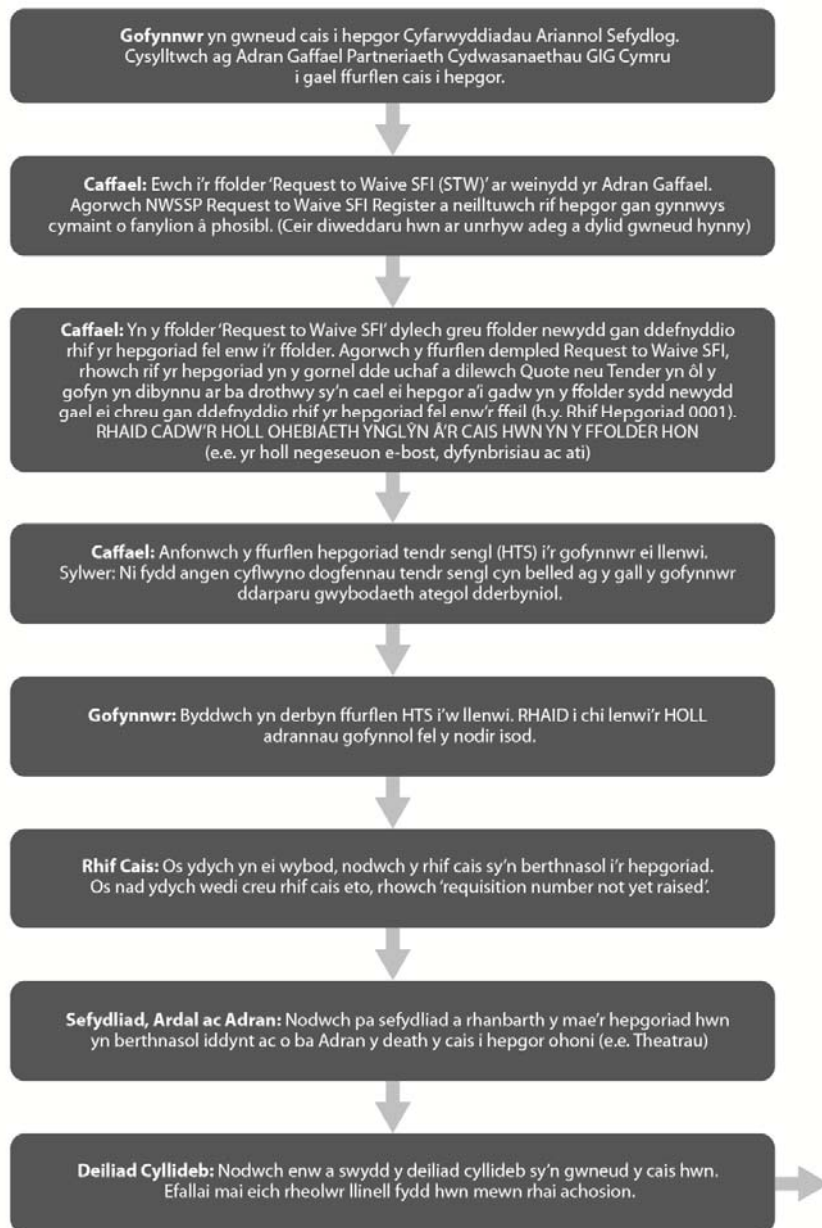 Gofynnwr yn gwneud cais i hepgor Cyfarwyddiadau Ariannol Sefydlog.
Cysylltwch ag Adran Gaffael Partneriaeth Cydwasanaethau GIG Cymru
i gael ffurflen cais i hepgor.
Caffael: Ewch i'r ffolder 'Request to Waive SFI (STW)' ar weinydd yr Adran Gaffael.
Agorwch NWSSP Request to Waive SFI Register a neilltuwch rif hepgor gan gynnwys
cymaint o fanylion â phosibl. (Ceir diweddaru hwn ar unrhyw adeg a dylid gwneud hynny)
Caffael: Yn y ffolder 'Request to Waive SFI' dylech greu ffolder newydd gan ddefnyddio
rhif yr hepgoriad fel enw i'r ffolder. Agorwch y ffurflen dempled Request to Waive SFI,
rhowch rif yr hepgoriad yn y gornel dde uchaf a dilewch Quote neu Tender yn ôl y
gofyn yn dibynnu ar ba drothwy sy'n cael ei hepgor a'i gadw yn y ffolder sydd newydd
gael ei chreu gan ddefnyddio rhif yr hepgoriad fel enw'r ffeil (h.y. Rhif Hepgoriad 0001).
RHAID CADW'R HOLL OHEBIAETH YNGLŶN Â'R CAIS HWN YN Y FFOLDER HON
(e.e. yr holl negeseuon e-bost, dyfynbrisiau ac ati)
Caffael: Anfonwch y ffurflen hepgoriad tendr sengl (HTS) i'r gofynnwr ei llenwi.
Sylwer: Ni fydd angen cyflwyno dogfennau tendr sengl cyn belled ag y gall y gofynnwr
ddarparu gwybodaeth ategol dderbyniol.
Gofynnwr: Byddwch yn derbyn ffurflen HTS i'w llenwi. RHAID i chi lenwi'r HOLL
adrannau gofynnol fel y nodir isod.
Rhif Cais: Os ydych yn ei wybod, nodwch y rhif cais sy'n berthnasol i'r hepgoriad.
Os nad ydych wedi creu rhif cais eto, rhowch 'requisition number not yet raised'.
Sefydliad, Ardal ac Adran: Nodwch pa sefydliad a rhanbarth y mae'r hepgoriad hwn
yn berthnasol iddynt ac o ba Adran y death y cais i hepgor ohoni (e.e. Theatrau)
Deiliad Cyllideb: Nodwch enw a swydd y deiliad cyllideb sy'n gwneud y cais hwn.
Efallai mai eich rheolwr llinell fydd hwn mewn rhai achosion.